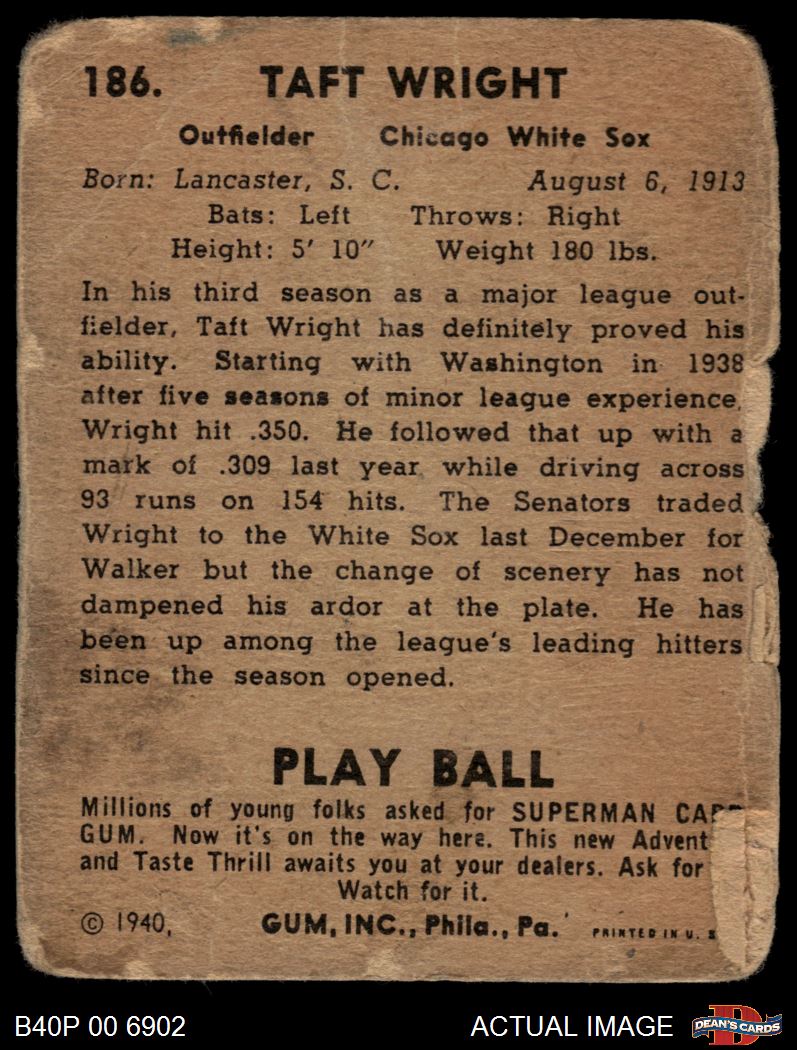 186. TAFT WRIGHT
Outfielder Chicago White Sox
Born: Lancaster, S. C. August 6, 1913
Bats: Left Throws: Right
Height: 5' 10" Weight 180 lbs.
In his third season as a major league out-
fielder, Taft Wright has definitely proved his
ability. Starting with Washington in 1938
after five seasons of minor league experience,
Wright hit .350. He followed that up with a
mark of .309 last year while driving across
93 runs on 154 hits. The Senators traded
Wright to the White Sox last December for
Walker but the change of scenery has not
dampened his ardor at the plate. He has
been up among the league's leading hitters
since the season opened.
PLAY BALL
Millions of young folks asked for SUPERMAN
GUM. Now it's on the way here. This new Advent
and Taste Thrill awaits you at your dealers. Ask for
Watch for it.
© 1940, GUM, INC., Phila., Pa. PRINTED IN U. S
B40P 00 6902 ACTUAL IMAGE DEAN'S CARDS